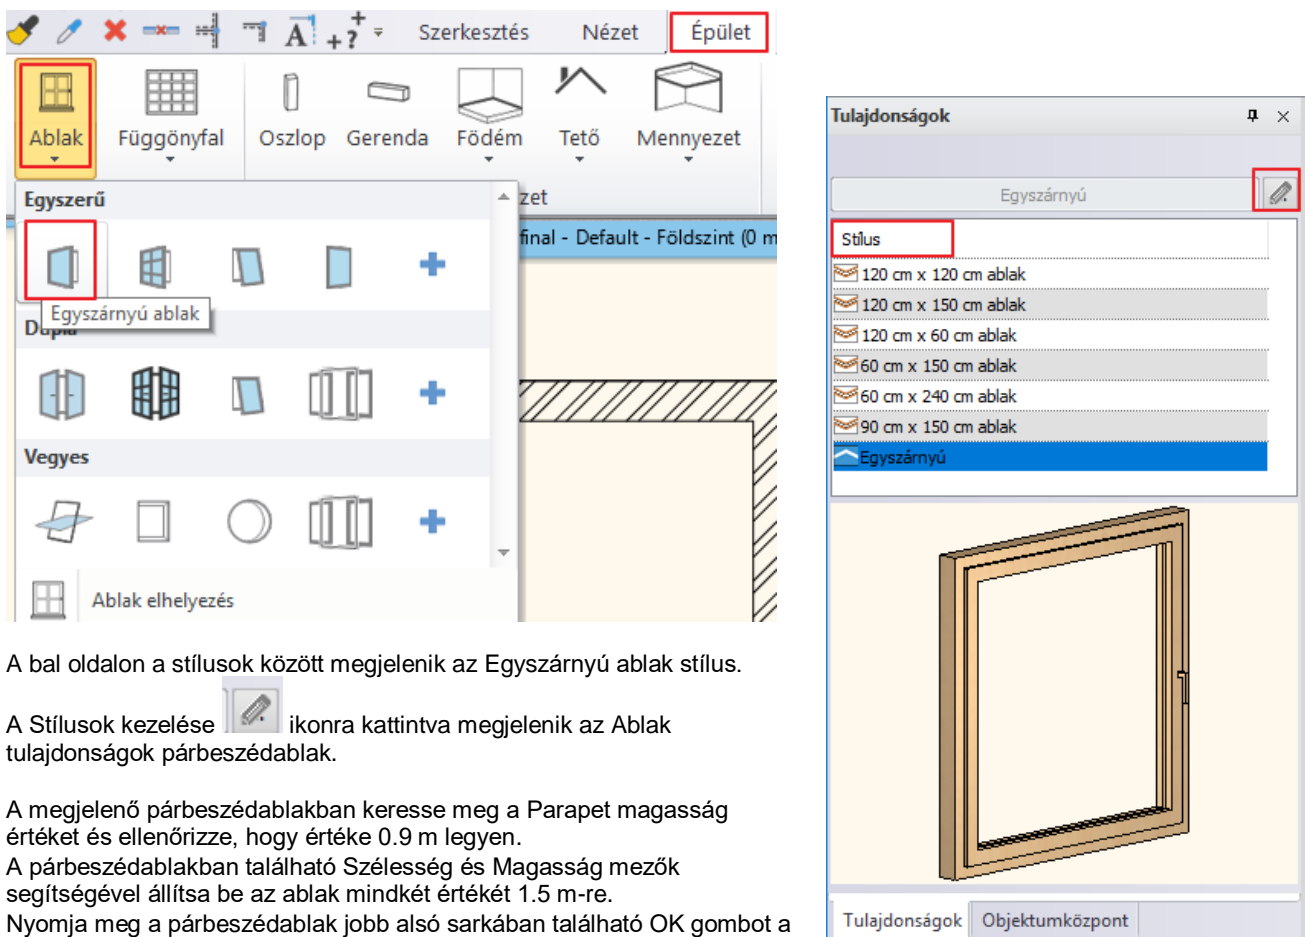 Szerkesztés Nézet Épület
Ablak Függönyfal Oszlop Gerenda Födém Tető Mennyezet
Egyszerű
zet
final - Default - Földszint (0 m
Egyszárnyú ablak
Dupla
Vegyes
Ablak elhelyezés
A bal oldalon a stílusok között megjelenik az Egyszárnyú ablak stílus.
A Stílusok kezelése ikonra kattintva megjelenik az Ablak
tulajdonságok párbeszédablak.
A megjelenő párbeszédablakban keresse meg a Parapet magasság
értéket és ellenőrizze, hogy értéke 0.9 m legyen.
A párbeszédablakban található Szélesség és Magasság mezők
segítségével állítsa be az ablak mindkét értékét 1.5 m-re.
Nyomja meg a párbeszédablak jobb alsó sarkában található OK gombot a
Tulajdonságok
Egyszárnyú
Stílus
120 cm x 120 cm ablak
120 cm x 150 cm ablak
120 cm x 60 cm ablak
60 cm x 150 cm ablak
60 cm x 240 cm ablak
90 cm x 150 cm ablak
Egyszárnyú
Tulajdonságok Objektumközpont